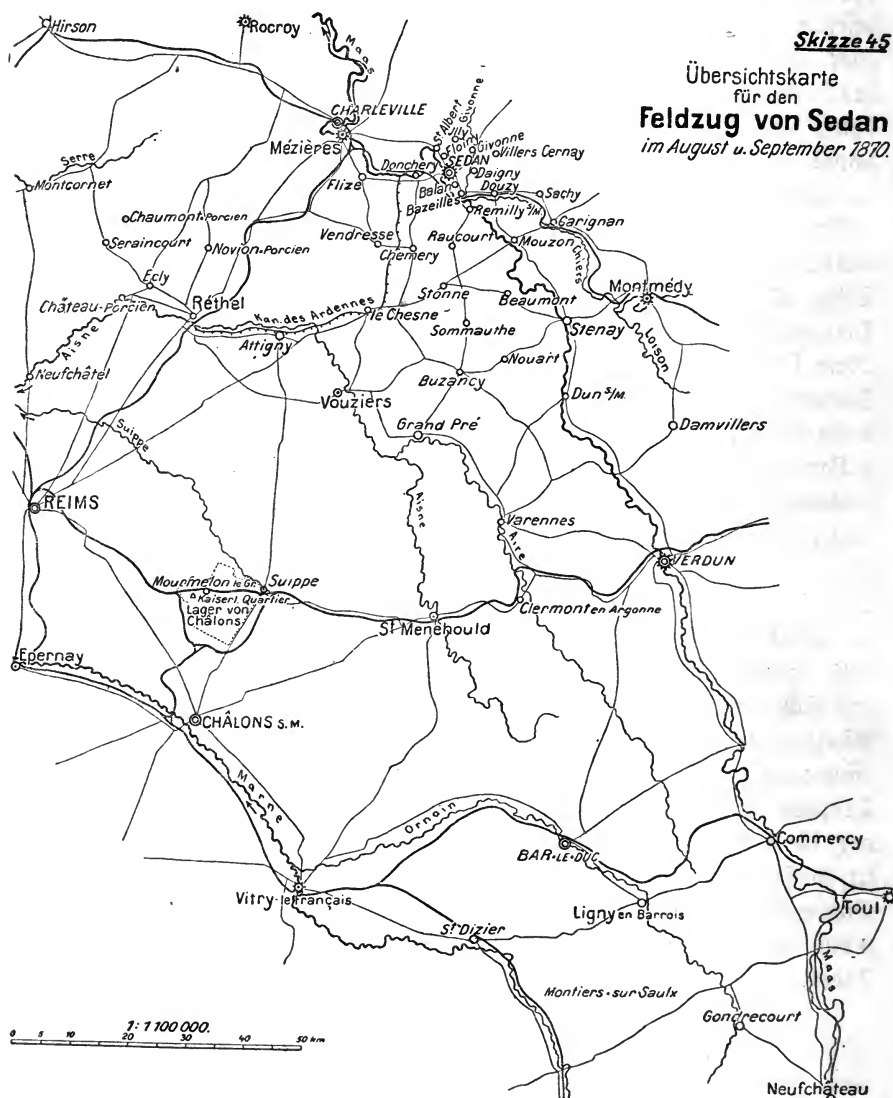 Skizze 45
Übersichtskarte
für den
Feldzug von Sedan
im August u. September 1870.
Hirson
Rocroy
Maas
CHARLEVILLE
Mézières
St Albert
Illy
Givonne
Floing
Givonne
Villers Cernay
SEDAN
Daigny
Donchery
Balan
Bazeilles
Douzy
Sachy
Flize
Remilly s/M.
Carignan
Serre
Montcornet
Chaumont-Porcien
Seraincourt
Novion-Porcien
Vendresse
Chemery
Raucourt
Mouzon
Chiers
Ecly
Château-Porcien
Réthel
Kan. des Ardennes
le Chesne
Stonne
Beaumont
Montmédy
Aisne
Attigny
Sommauthe
Stenay
Loison
Neufchâtel
Nouart
Buzancy
Vouziers
Dun s/M.
Suippe
Grand Pré
Damvillers
REIMS
Aisne
Varennes
Aire
VERDUN
Mourmelon le Gr.
Suippe
Kaiserl. Quartier
Lager von
Châlons
Clermont en Argonne
St Menehould
Epernay
CHÂLONS S.M.
Marne
Ornain
BAR-LE-DUC
Commercy
Vitry-le-Français
Ligny en Barrois
Toul
St Dizier
Maas
Montiers-sur-Saulx
Gondrecourt
1:1100000.
0 5 10 20 30 40 50 km
Neufchâteau